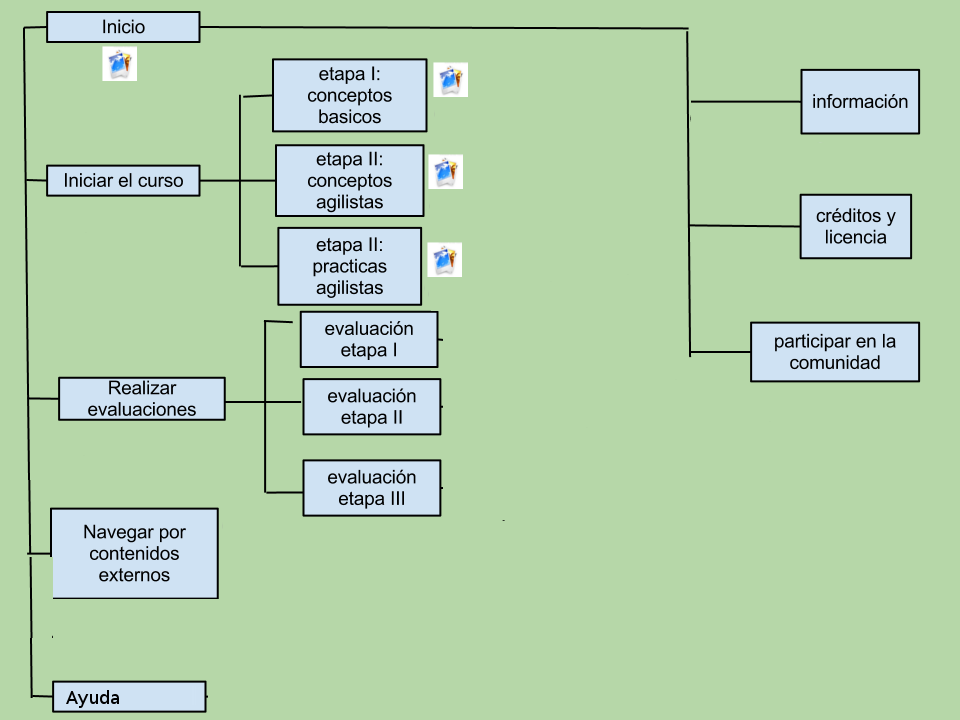 Inicio
etapa I:
conceptos
basicos
información
Iniciar el curso
etapa II:
conceptos
agilistas
créditos y
licencia
etapa II:
practicas
agilistas
evaluación
etapa I
participar en la
comunidad
Realizar
evaluaciones
evaluación
etapa II
evaluación
etapa III
Navegar por
contenidos
externos
Ayuda